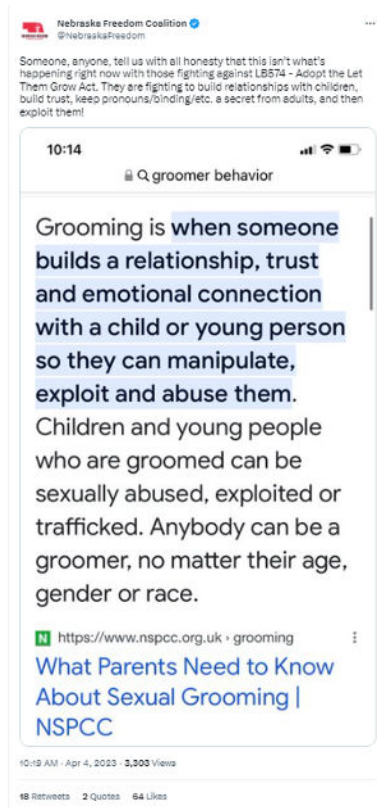 Nebraska Freedom Coalition
@NebraskaFreedom
Someone, anyone, tell us with all honesty that this isn't what's
happening right now with those fighting against LB574 - Adopt the Let
Them Grow Act. They are fighting to build relationships with children,
build trust, keep pronouns/binding/etc. a secret from adults, and then
exploit them!
10:14
groomer behavior
Grooming is when someone
builds a relationship, trust
and emotional connection
with a child or young person
so they can manipulate,
exploit and abuse them.
Children and young people
who are groomed can be
sexually abused, exploited or
trafficked. Anybody can be a
groomer, no matter their age,
gender or race.
N https://www.nspcc.org.uk › grooming
What Parents Need to Know
About Sexual Grooming |
NSPCC
10:19 AM · Apr 4, 2023 · 3,303 Views
18 Retweets 2 Quotes 64 Likes